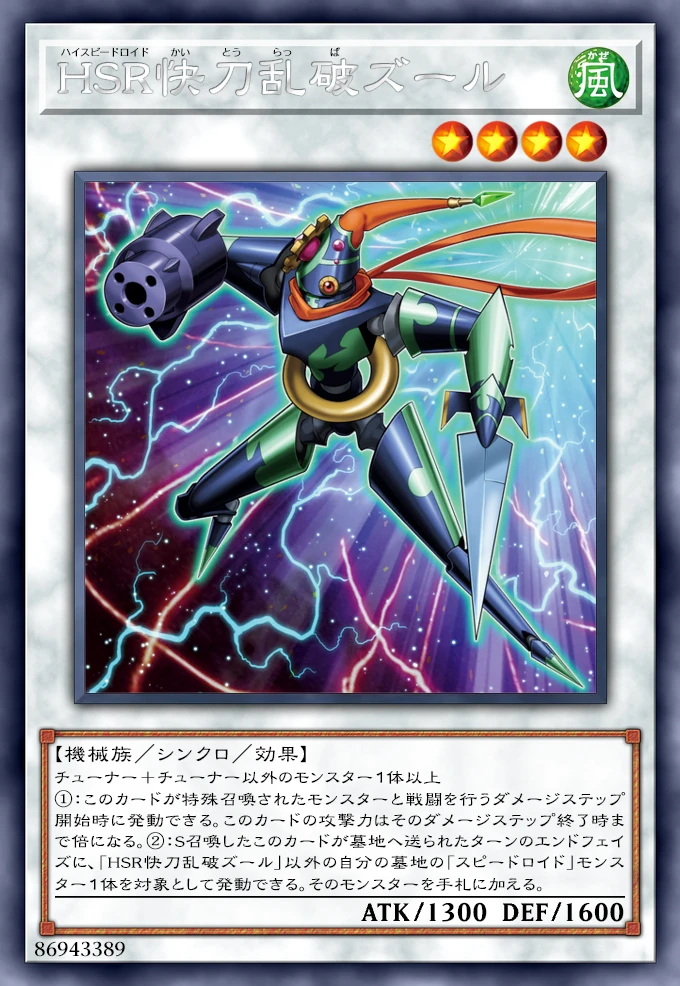 ハイスピードロイド かい とう らっ ぱ
HSR快刀乱破ズール
かぜ
風
【機械族／シンクロ／効果】
チューナー＋チューナー以外のモンスター1体以上
①：このカードが特殊召喚されたモンスターと戦闘を行うダメージステップ
開始時に発動できる。このカードの攻撃力はそのダメージステップ終了時ま
で倍になる。②：S召喚したこのカードが墓地へ送られたターンのエンドフェイ
ズに、「HSR快刀乱破ズール」以外の自分の墓地の「スピードロイド」モンス
ター1体を対象として発動できる。そのモンスターを手札に加える。
ATK/1300 DEF/1600
86943389